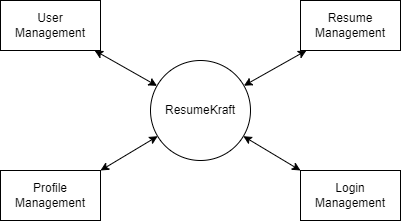 User
Management
Resume
Management
ResumeKraft
Profile
Management
Login
Management